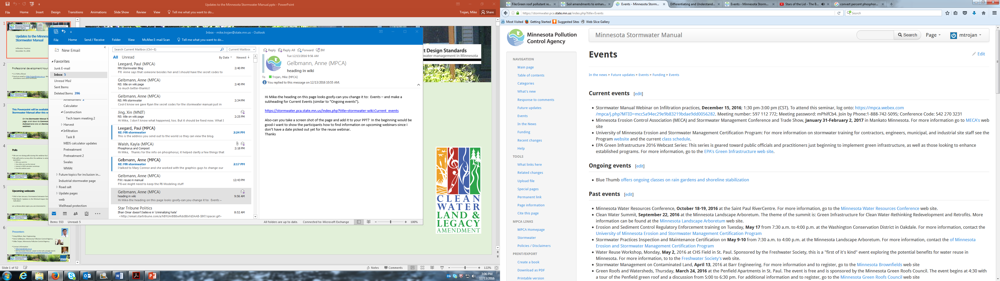 Updates to the Minnesota Stormwater Manual.pptx - PowerPoint
File Home Insert Design Transitions Animations Slide Show Review View Tell me what you want to do...
Trojan, Mike Share
1
Minnesota Pollution
Control Agency
Updates to the Minneso
Stormwater Manual
Infiltration Practices
December 15, 2016
2
Professional development hour
3
This Powerpoint will be available
Stormwater Manual after this w
On the Stormwater Manual
page, scroll down to
Outreach and click on
webinars
4
Polls
5
Upcoming webcasts
6
Presenters
Greg Wilson, Barr Engineering
Anne Gelbmann, Minnesota Pollution Control Agency
Mike Trojan, Minnesota Pollution Control Agency
Contact information
t Design Standards
water management in Minnesota
CLEAN
WATER
LAND &
LEGACY
AMENDMENT
Slide 1 of 52
Notes Comments 122%
Inbox - mike.trojan@state.mn.us - Outlook
File Home Send / Receive Folder View McAfee E-mail Scan Tell me what you want to do...
New Email
Favorites
Junk E-mail
Inbox 5
Unread Mail
Sent Items
Deleted Items 396
Amendment 2
Calculator
Construction
Tech team meeting 2
Harvest
Infiltration
Task B
MIDS calculator updates
Pretreatment
Pretreatment 2
Swales
WMAt
Future topics for inclusion in...
Industrial stormwater page
Road salt
Update pages
web
Wellhead protection
Search Current Mailbox (Ctrl+E) Current Mailbox
All Unread By Date Newest
Leegard, Paul (MPCA)
MN Stormwater Blog 2:40 PM
FYI Anne says that someone besides her and I should have the secret codes to
Gelbmann, Anne (MPCA)
RE: title on wiki page 2:40 PM
So much better-thanks!!
Gelbmann, Anne (MPCA)
RE: MN stormwater 2:34 PM
Cool-I know we gave Ryan the secret codes for the stormwater manual-just in
Jing, Xin (MNIT)
RE: title on wiki page 2:25 PM
Hi Mike, I don't know what happened, too. But it should be fixed now. What I
Leegard, Paul (MPCA)
RE: MN stormwater 2:24 PM
This is the address you send out to the world so they can view the blog.
Walsh, Kayla (MPCA)
Phosphorus and Compost 2:18 PM
Hi Mike, Thanks for the info on phosphorus; it helped clarify a few things that
Gelbmann, Anne (MPCA)
RE: MN stormwater 2:17 PM
I talked to Mary Connor and she worked with the graphics guys to change our
Gelbmann, Anne (MPCA)
FW: reuse in manual 12:43 PM
FYI-we might need to keep the P8 Modeling stuff
Gelbmann, Anne (MPCA)
heading in wiki 9:56 AM
Hi Mike-the heading on this page looks goofy-can you change it to: Events –
Star Tribune Politics
Ilhan Omar doesn't believe in 'criminalizing hate' 8:52 AM
Reply Reply All Forward IM
Tue 12/13/2016 9:56 AM
Gelbmann, Anne (MPCA)
heading in wiki
To Trojan, Mike (MPCA)
You replied to this message on 12/13/2016 10:55 AM.
Hi Mike-the heading on this page looks goofy-can you change it to: Events – and make a
subheading for Current Events (similar to "Ongoing events").
https://stormwater.pca.state.mn.us/index.php?title=stormwater-wiki:Current_events
Also-can you take a screen shot of the page and add it to your PPT? In the beginning would be
good-I want to show the participants how to find information on upcoming webinars-since I
don't have a date picked out yet for the reuse webinar.
Thanks
Items: 553 Unread: 5
All folders are up to date. Connected to: Microsoft Exchange 100%
3:06 PM
12/13/2016
File:Green roof pollutant re...
Soil amendments to enhan...
Events - Minnesota Storm...
Differentiating and Understand...
Events - Minnesota Storm...
Stars of the Lid - The B...
convert percent phosphor...
https://stormwater.pca.state.mn.us/index.php?title=Events
Search
Most Visited Getting Started Suggested Sites Web Slice Gallery
Minnesota Pollution
Control Agency
Minnesota Stormwater Manual
Search Page mtrojan
NAVIGATION
Main page
Table of contents
Categories
What's new
Response to comments
Future updates
Events
In the News
Funding
Recent changes
Help
TOOLS
What links here
Related changes
Upload file
Special pages
Permanent link
Page information
Cite this page
MPCA LINKS
MPCA Homepage
Stormwater
Policies / Disclaimers
PRINT/EXPORT
Create a book
Download as PDF
Printable version
Events
Edit
In the news > Future updates > Events > Funding > Events
Current events [edit]
Stormwater Manual Webinar on Infiltration practices, December 15, 2016; 1:30 pm-3:00 pm (CST). To attend this seminar, log onto: https://mpca.webex.com
/mpca/j.php?MTID=mcc5a94ec29e9b83219bdae9dd0056282. Meeting number: 597 112 772; Meeting password: mPhifCb4. Join by Phone:1-888-742-5095; Conference Code: 542 270 3231
Minnesota Erosion Control Association (MECA) and Stormwater Management Conference and Trade Show, January 31-February 2, 2017 in Mankato Minnesota. For more information go to MECA's web
site
University of Minnesota Erosion and Stormwater Management Certification Program: For more information on stormwater training for contractors, engineers, municipal, and industrial site staff see the
Program website and the current class schedule.
EPA Green Infrastructure 2016 Webcast Series: This series is geared toward public officials and practitioners just beginning to implement green infrastructure, as well as those looking to enhance
established programs. For more information, go to the EPA's Green Infrastructure web site.
Ongoing events [edit]
Blue Thumb offers ongoing classes on rain gardens and shoreline stabilization
Past events [edit]
Minnesota Water Resources Conference, October 18-19, 2016 at the Saint Paul RiverCentre. For more information, go to the Minnesota Water Resources Conference web site.
Clean Water Summit, September 22, 2016 at the Minnesota Landscape Arboretum. The theme of the summit is: Green Infrastructure for Clean Water-Rethinking Redevelopment and Retrofits. More
information can be found at the Minnesota Landscape Arboretum web site.
Erosion and Sediment Control Regulatory Enforcement training on Tuesday, May 17 from 7:30 a.m. to 4:00 p.m. at the Washington Conservation District in Oakdale. For more information, contact the
University of Minnesota Erosion and Stormwater Management Certification Program
Stormwater Practices Inspection and Maintenance Certification on May 9-10 from 7:30 a.m. to 4:00 p.m. at the Minnesota Landscape Arboretum. For more information, contact the of Minnesota
Erosion and Stormwater Management Certification Program
Water Reuse Workshop, Monday, May 2, 2016 at CHS Field in St. Paul. Sponsored by the Freshwater Society, this is a "first of it's kind" event exploring the potential benefits for water reuse in
Minnesota. For more information, to to the Freshwater Society's web site.
Stormwater Management on Contaminated Land, April 13, 2016 at Barr Engineering. For more information and to register, go to the Minnesota Brownfields web site
Green Roofs and Watersheds, Thursday, March 24, 2016 at the Penfield Apartments in St. Paul. The event is free and is sponsored by the Minnesota Green Roofs Council. The event begins at 4:30 with
a tour of the Penfield green roof and a discussion from 5:00 to 6:30 pm. For additional information and to register, go to the Minnesota Green Roofs Council web site